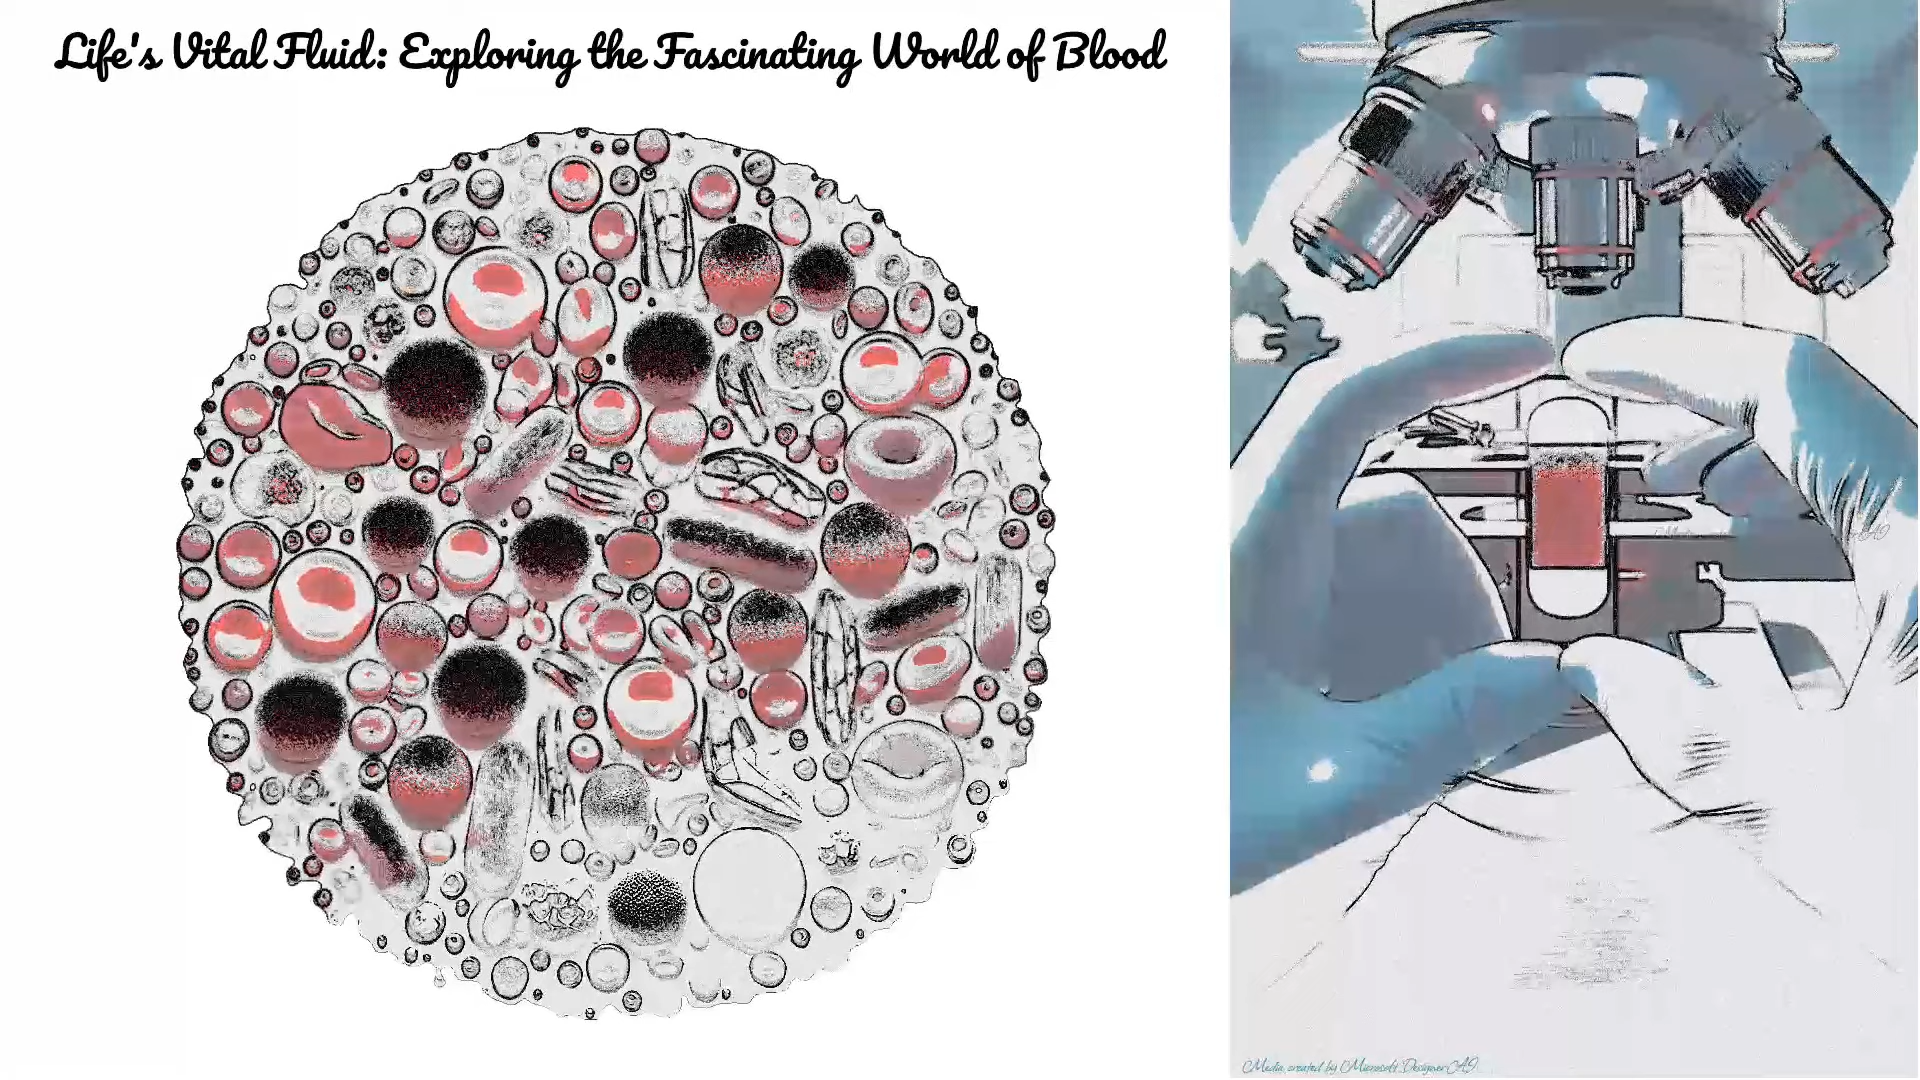 Life's Vital Fluid: Exploring the Fascinating World of Blood
Media created by Microsoft Designer AI